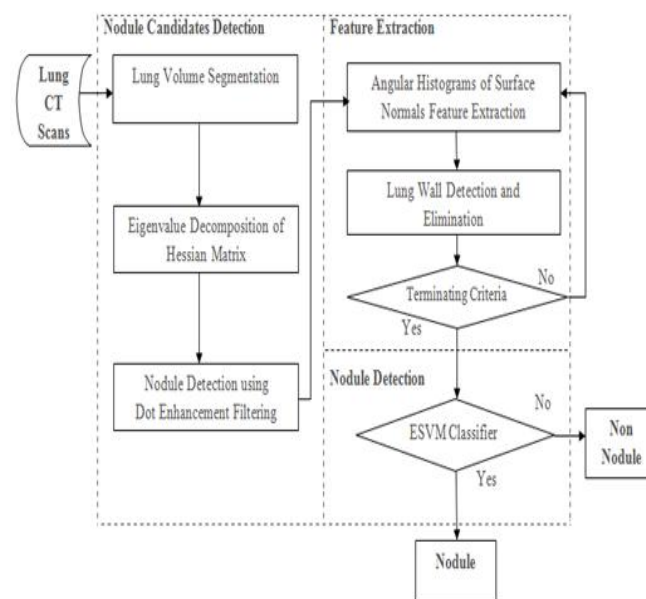 Nodule Candidates Detection
Lung
CT
Scans
Lung Volume Segmentation
Eigenvalue Decomposition of
Hessian Matrix
Nodule Detection using
Dot Enhancement Filtering
Feature Extraction
Angular Histograms of Surface
Normals Feature Extraction
Lung Wall Detection and
Elimination
Terminating Criteria
No
Yes
Nodule Detection
ESVM Classifier
No
Yes
Non
Nodule
Nodule